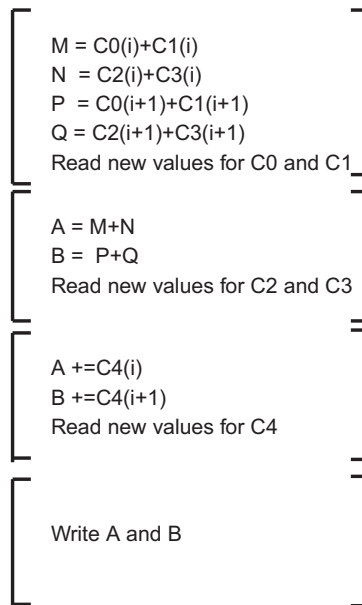 M = C0(i)+C1(i)
N = C2(i)+C3(i)
P = C0(i+1)+C1(i+1)
Q = C2(i+1)+C3(i+1)
Read new values for C0 and C1
A = M+N
B = P+Q
Read new values for C2 and C3
A +=C4(i)
B +=C4(i+1)
Read new values for C4
Write A and B